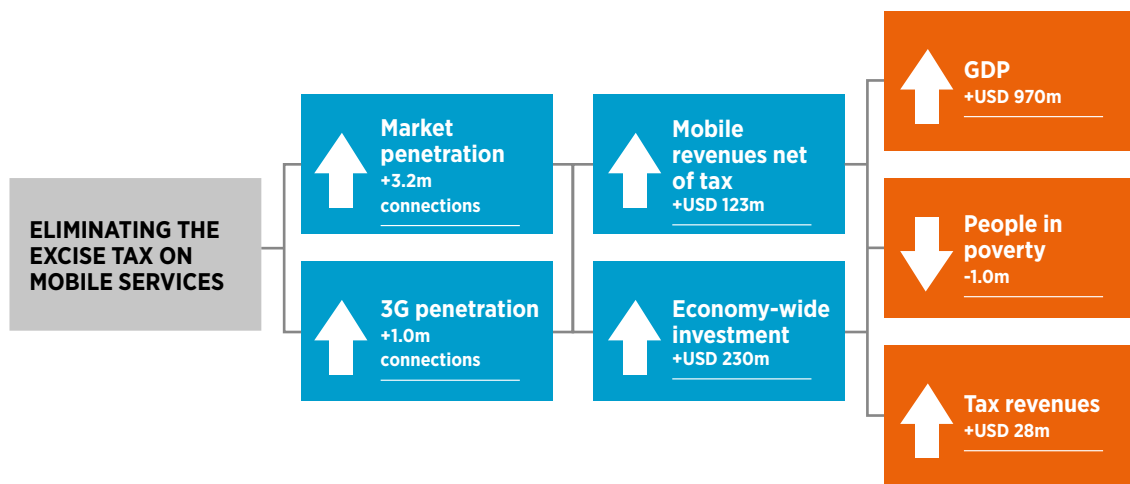 ELIMINATING THE
EXCISE TAX ON
MOBILE SERVICES
Market
penetration
+3.2m
connections
3G penetration
+1.0m
connections
Mobile
revenues net
of tax
+USD 123m
Economy-wide
investment
+USD 230m
GDP
+USD 970m
People in
poverty
-1.0m
Tax revenues
+USD 28m